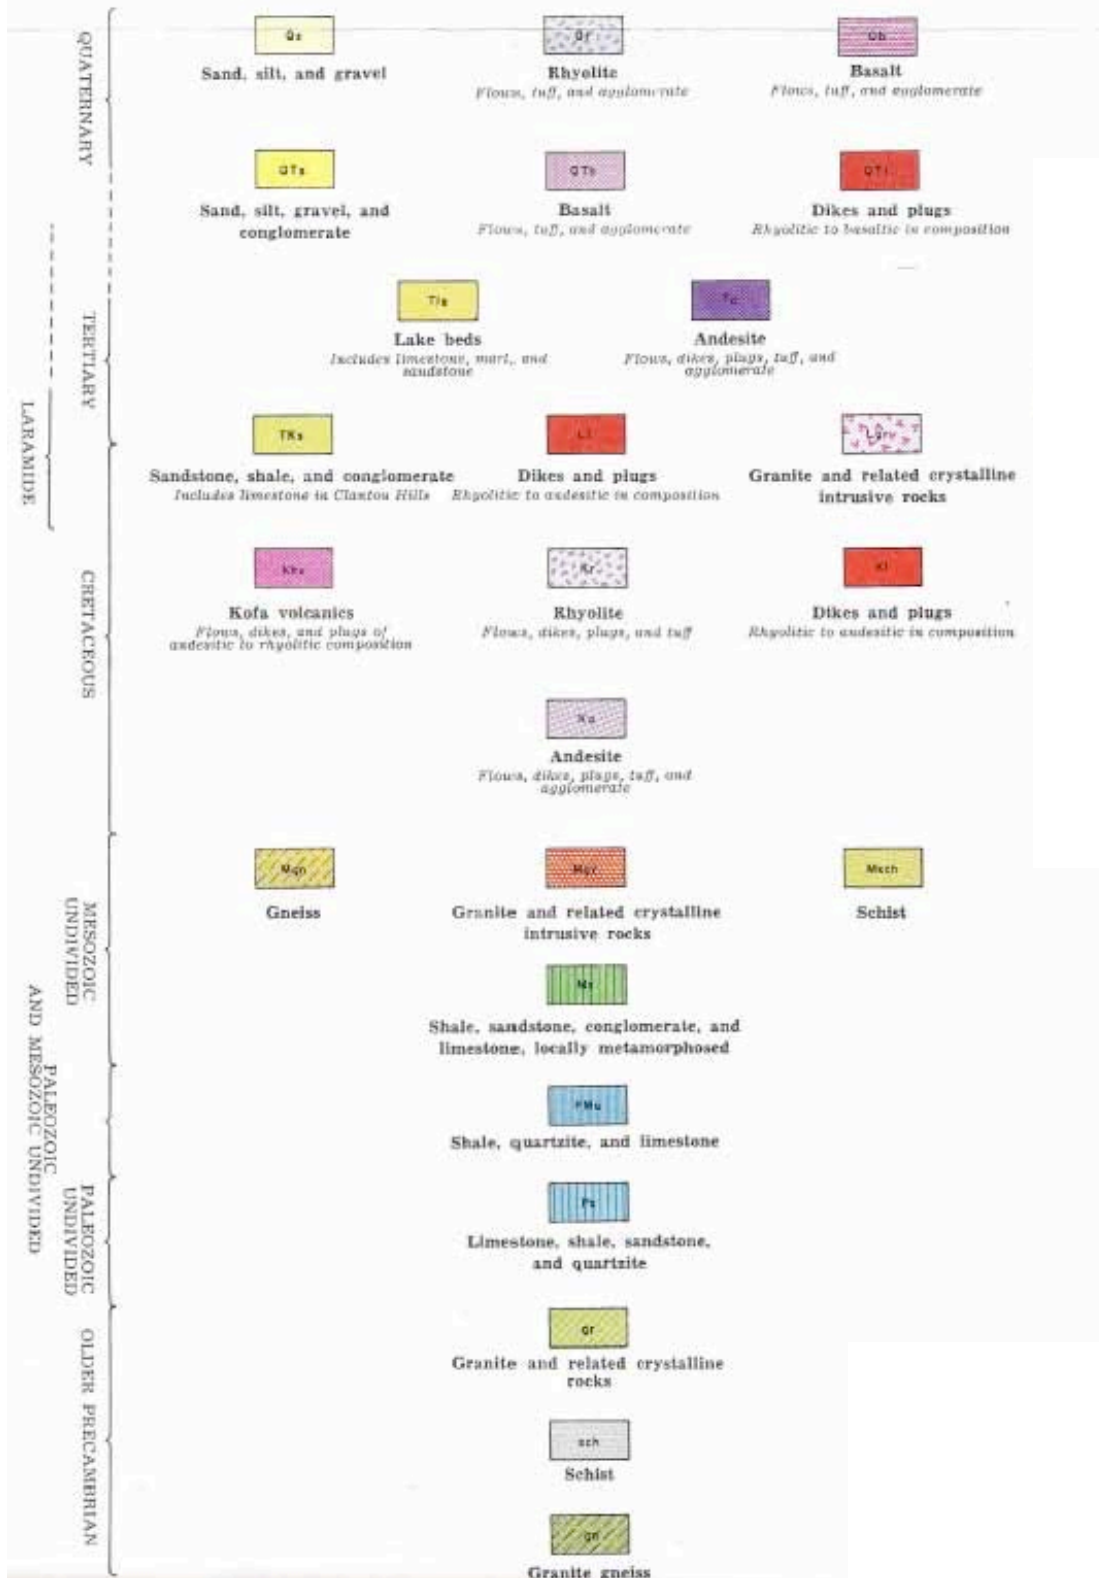 QUATERNARY
Qs
Sand, silt, and gravel
Qr
Rhyolite
Flows, tuff, and agglomerate
Qb
Basalt
Flows, tuff, and agglomerate
QTs
Sand, silt, gravel, and
conglomerate
QTb
Basalt
Flows, tuff, and agglomerate
QTi
Dikes and plugs
Rhyolitic to basaltic in composition
TERTIARY
Tls
Lake beds
Includes limestone, marl, and
sandstone
Andesite
Flows, dikes, plugs, tuff, and
agglomerate
LARAMIDE
TKs
Sandstone, shale, and conglomerate
Includes limestone in Clanton Hills
Li
Dikes and plugs
Rhyolitic to andesitic in composition
Granite and related crystalline
intrusive rocks
CRETACEOUS
Kofa volcanics
Flows, dikes, and plugs of
andesitic to rhyolitic composition
Kr
Rhyolite
Flows, dikes, plugs, and tuff
Ki
Dikes and plugs
Rhyolitic to andesitic in composition
Ka
Andesite
Flows, dikes, plugs, tuff, and
agglomerate
MESOZOIC
UNDIVIDED
Mgn
Gneiss
Mgr
Granite and related crystalline
intrusive rocks
Msch
Schist
Ms
Shale, sandstone, conglomerate, and
limestone, locally metamorphosed
PALEOZOIC
AND MESOZOIC UNDIVIDED
PMu
Shale, quartzite, and limestone
PALEOZOIC
UNDIVIDED
Ps
Limestone, shale, sandstone,
and quartzite
OLDER PRECAMBRIAN
gr
Granite and related crystalline
rocks
sch
Schist
gn
Granite gneiss